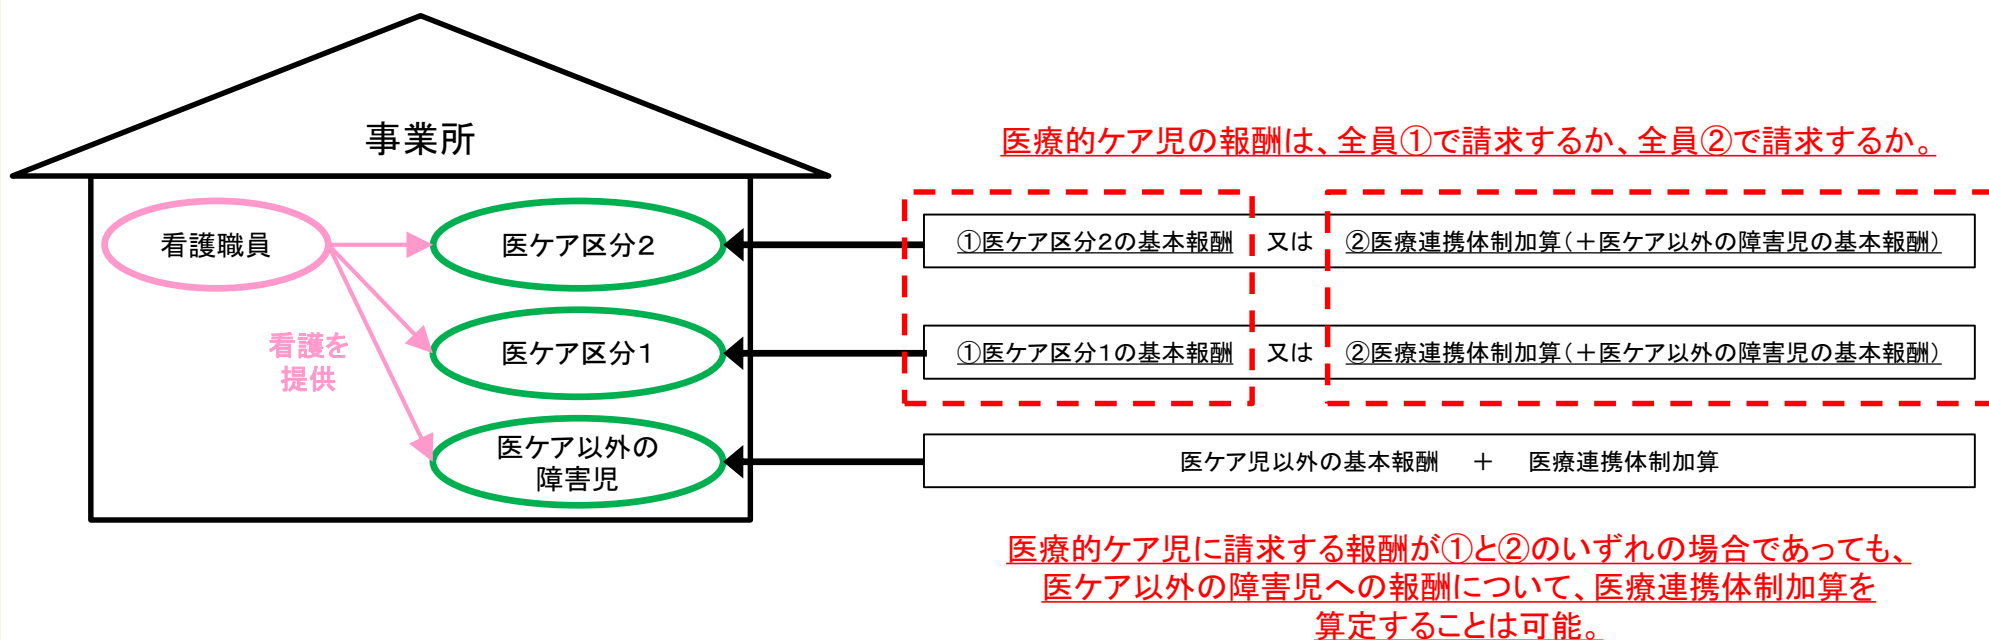 事業所
医療的ケア児の報酬は、全員①で請求するか、全員②で請求するか。
看護職員
医ケア区分2
①医ケア区分2の基本報酬 又は ②医療連携体制加算(+医ケア以外の障害児の基本報酬)
看護を
提供
医ケア区分1
①医ケア区分1の基本報酬 又は ②医療連携体制加算(+医ケア以外の障害児の基本報酬)
医ケア以外の
障害児
医ケア児以外の基本報酬 + 医療連携体制加算
医療的ケア児に請求する報酬が①と②のいずれの場合であっても、
医ケア以外の障害児への報酬について、医療連携体制加算を
算定することは可能。